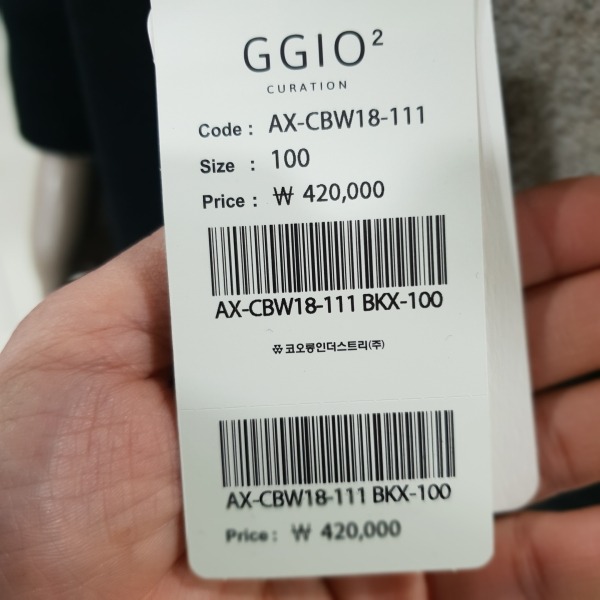 GGIO²
CURATION
Code : AX-CBW18-111
Size : 100
Price : ₩ 420,000
AX-CBW18-111 BKX-100
코오롱인더스트리(주)
AX-CBW18-111 BKX-100
Price : ₩ 420,000